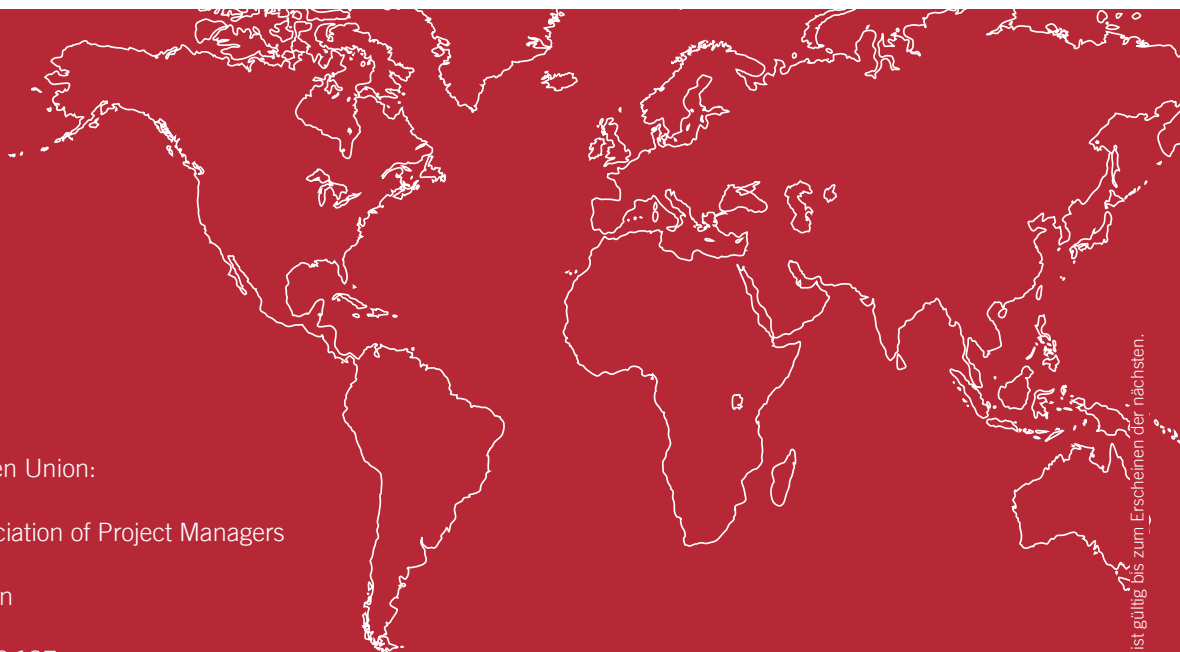 en Union:
ciation of Project Managers
n
ist gültig bis zum Erscheinen der nächsten.